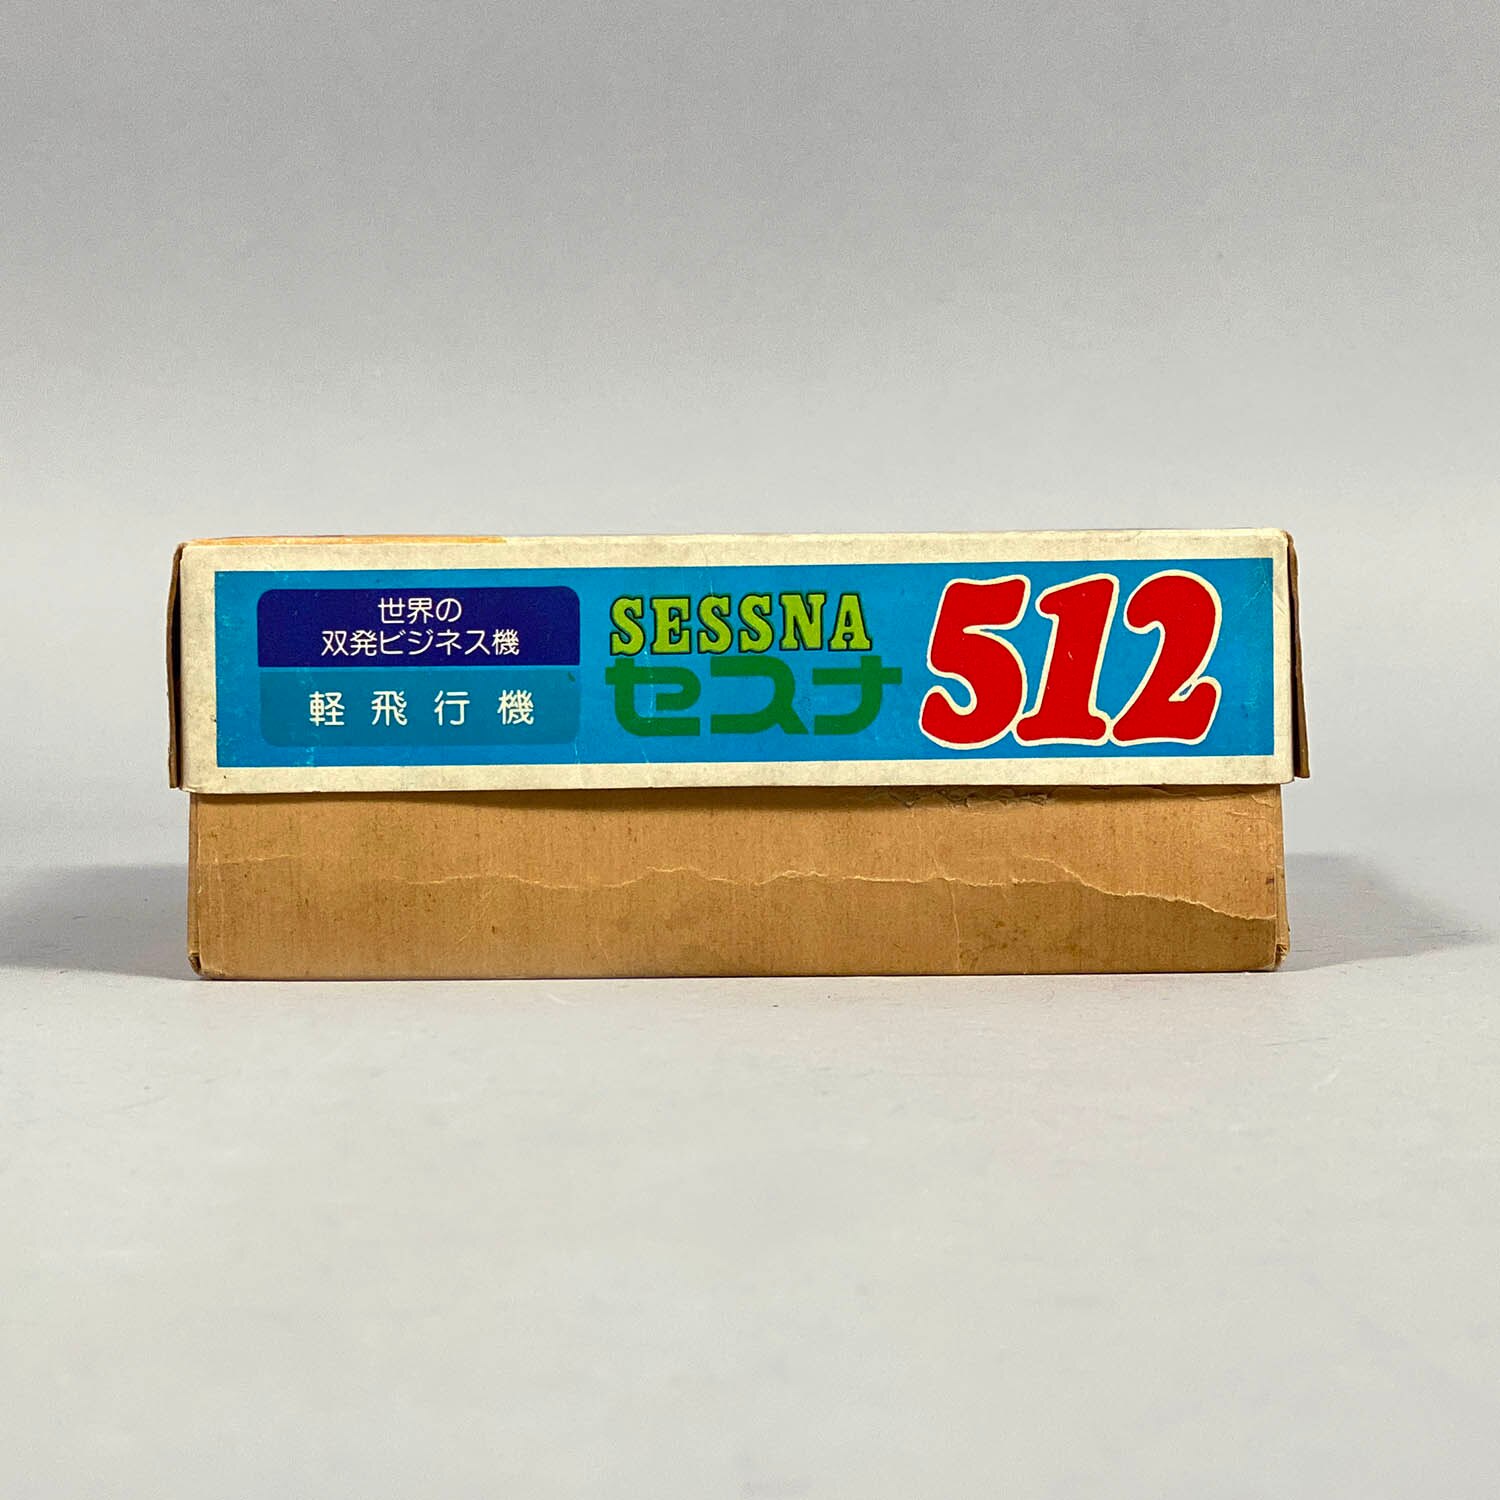 世界の
双発ビジネス機
軽飛行機
SESSNA
セスナ
512